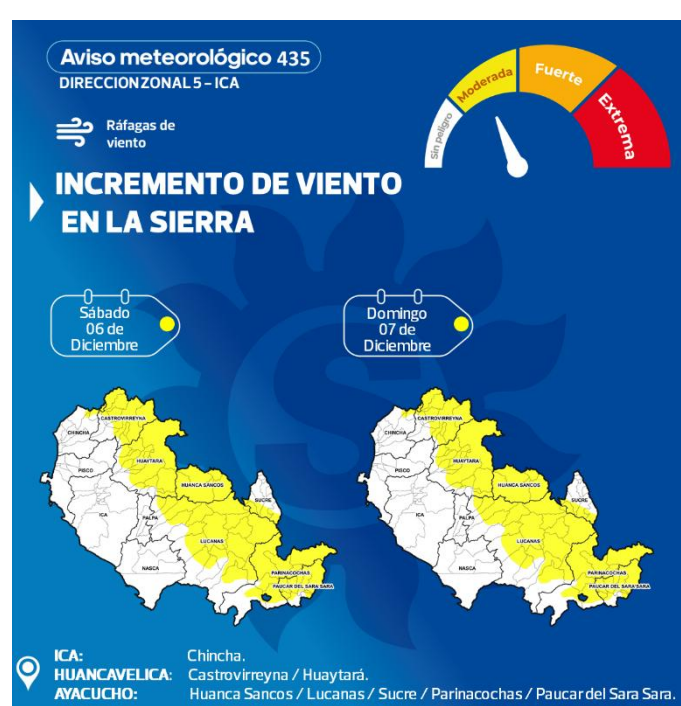 Aviso meteorológico 435
DIRECCION ZONAL 5 – ICA
Ráfagas de
viento
Sin peligro
Moderada
Fuerte
Extrema
INCREMENTO DE VIENTO
EN LA SIERRA
Sábado
06 de
Diciembre
Domingo
07 de
Diciembre
CASTROVIRREYNA
CHINCHA
HUAYTARA
PISCO
HUANCA SANCOS
SUCRE
ICA
PALPA
LUCANAS
NASCA
PARINACOCHAS
PAUCAR DEL SARA SARA
CASTROVIRREYNA
CHINCHA
HUAYTARA
PISCO
HUANCA SANCOS
SUCRE
ICA
PALPA
LUCANAS
NASCA
PARINACOCHAS
PAUCAR DEL SARA SARA
ICA: Chincha.
HUANCAVELICA: Castrovirreyna / Huaytará.
AYACUCHO: Huanca Sancos / Lucanas / Sucre / Parinacochas / Paucar del Sara Sara.